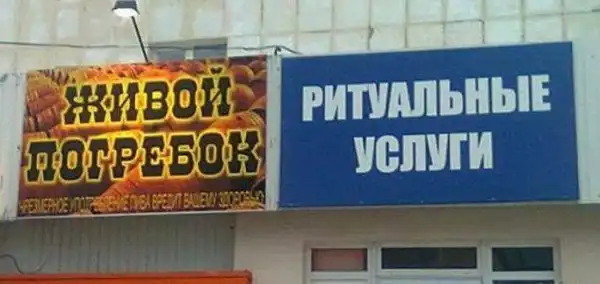 ЖИВОЙ
ПОГРЕБОК
ЧРЕЗМЕРНОЕ УПОТРЕБЛЕНИЕ ПИВА ВРЕДИТ ВАШЕМУ ЗДОРОВЬЮ
РИТУАЛЬНЫЕ
УСЛУГИ